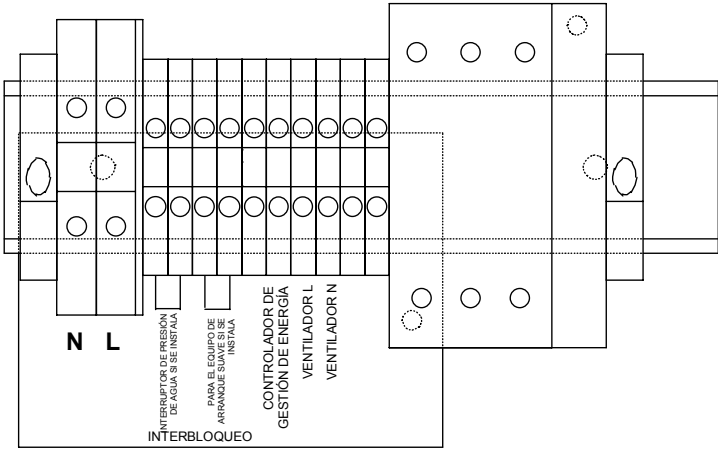 N L
INTERRUPTOR DE PRESIÓN
DE AGUA SI SE INSTALA
PARA EL EQUIPO DE
ARRANQUE SUAVE SI SE
INSTALA
CONTROLADOR DE
GESTIÓN DE ENERGÍA
VENTILADOR L
VENTILADOR N
INTERBLOQUEO